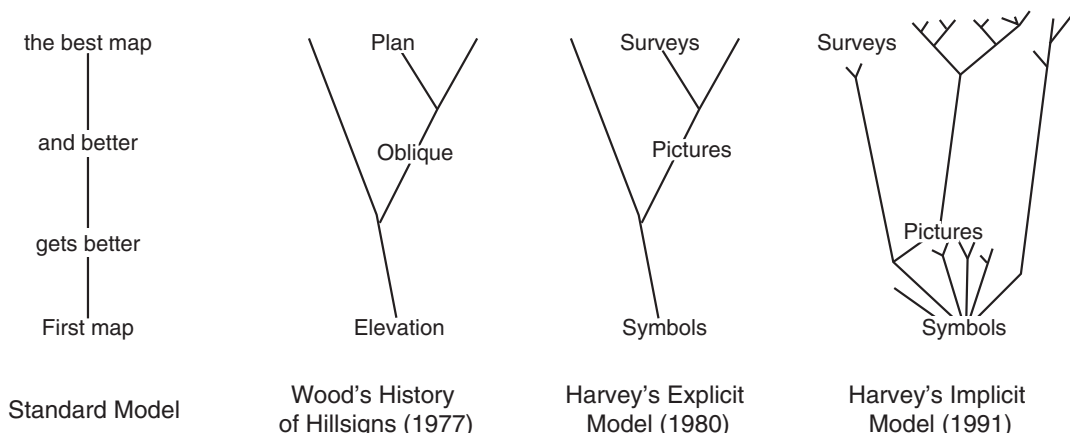 the best map
and better
gets better
First map
Standard Model
Plan
Oblique
Elevation
Wood's History
of Hillsigns (1977)
Surveys
Pictures
Symbols
Harvey's Explicit
Model (1980)
Surveys
Pictures
Symbols
Harvey's Implicit
Model (1991)